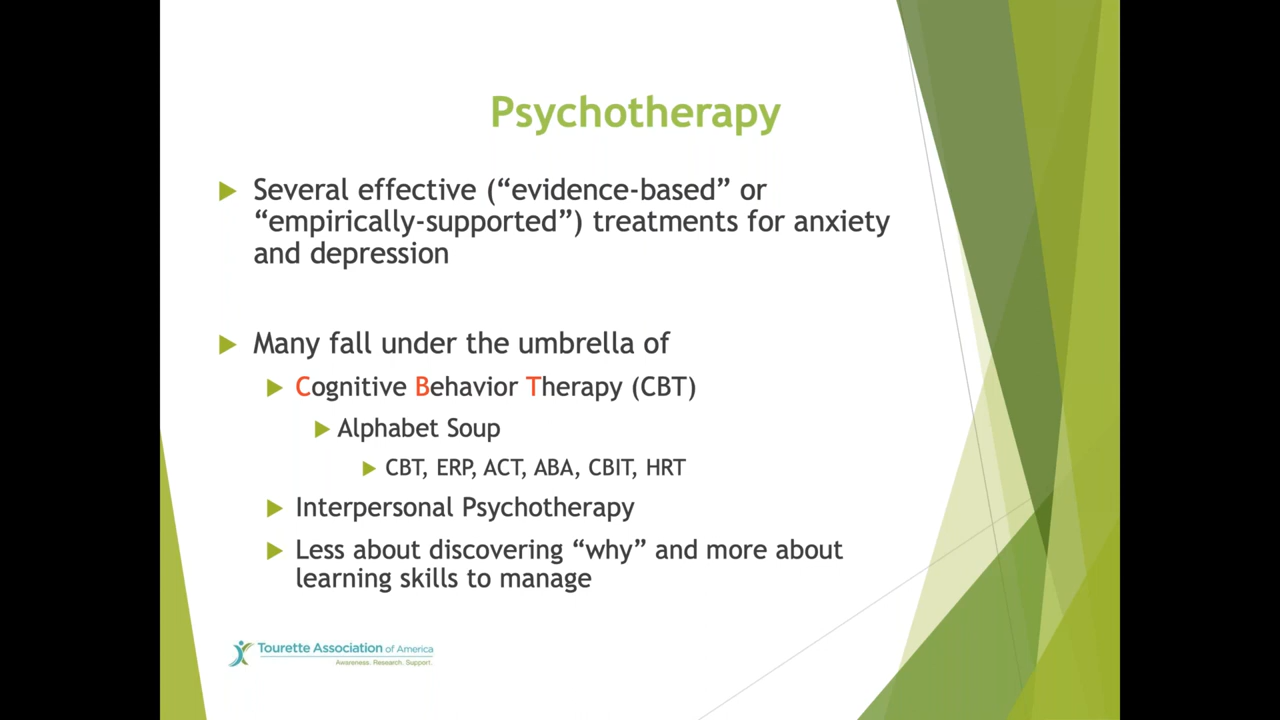 Psychotherapy
Several effective (“evidence-based” or
“empirically-supported”) treatments for anxiety
and depression
Many fall under the umbrella of
Cognitive Behavior Therapy (CBT)
Alphabet Soup
CBT, ERP, ACT, ABA, CBIT, HRT
Interpersonal Psychotherapy
Less about discovering “why” and more about
learning skills to manage
Tourette Association of America
Awareness. Research. Support.